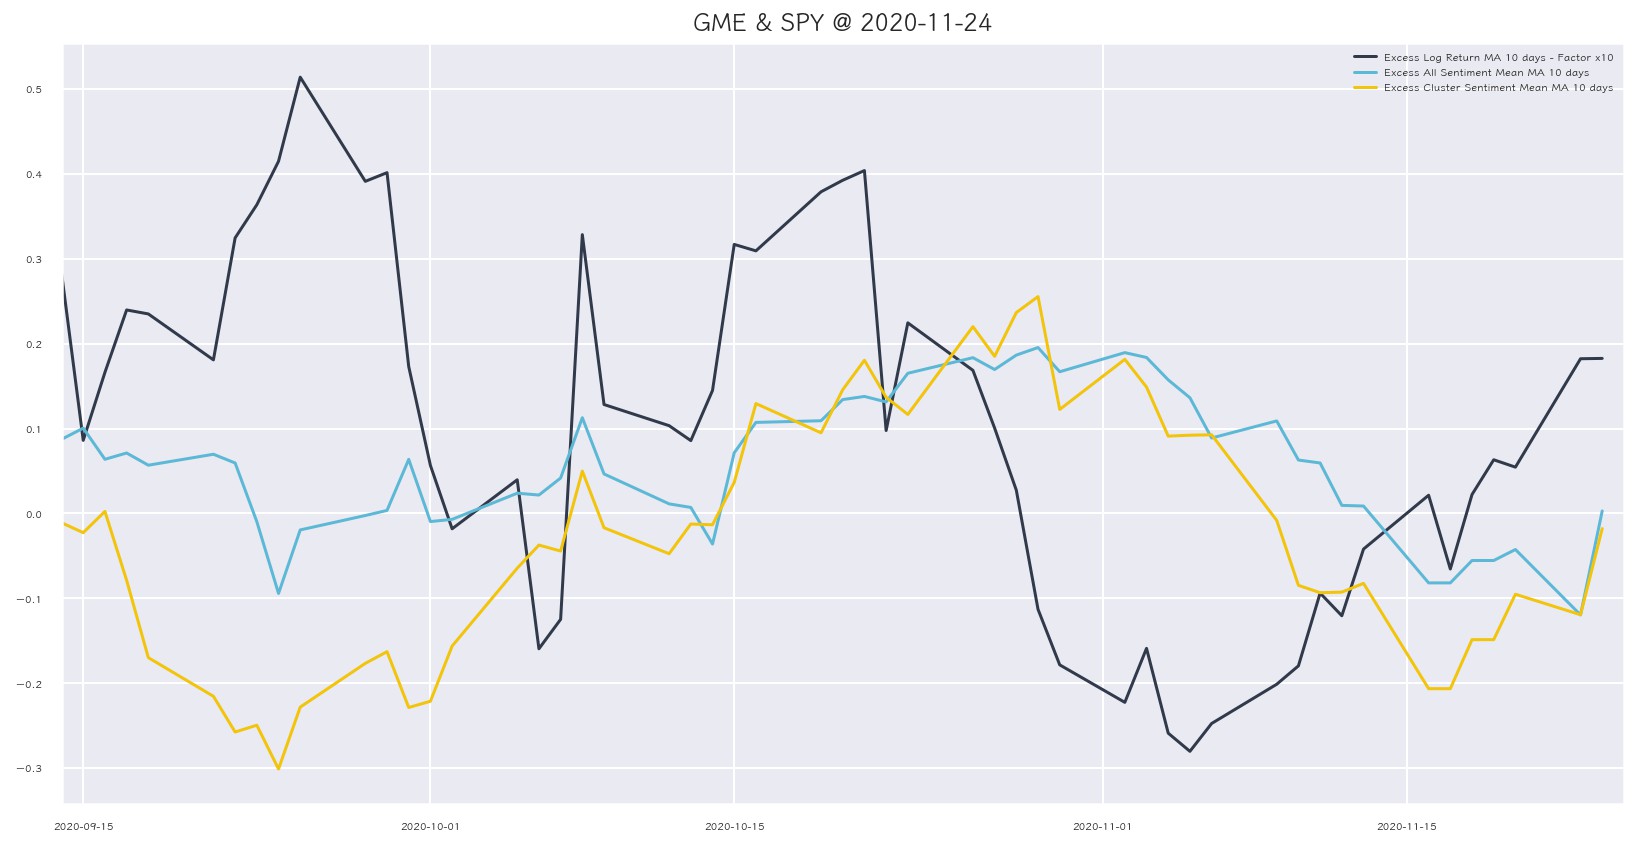 GME & SPY @ 2020-11-24
Excess Log Return MA 10 days - Factor x10
Excess All Sentiment Mean MA 10 days
Excess Cluster Sentiment Mean MA 10 days
0.5
0.4
0.3
0.2
0.1
0.0
−0.1
−0.2
−0.3
2020-09-15 2020-10-01 2020-10-15 2020-11-01 2020-11-15